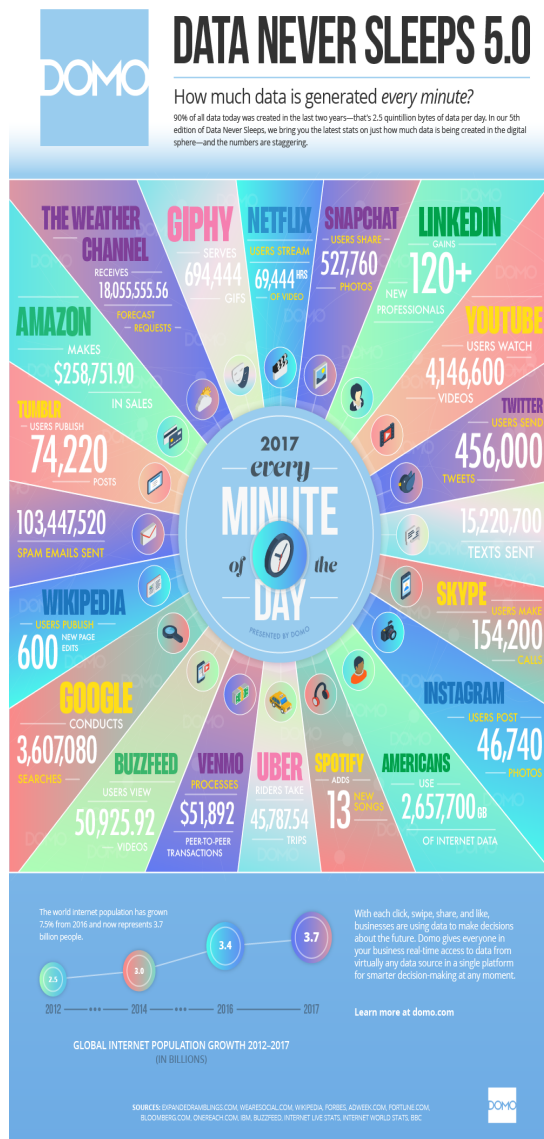 DOMO
DATA NEVER SLEEPS 5.0
How much data is generated every minute?
90% of all data today was created in the last two years—that's 2.5 quintillion bytes of data per day. In our 5th
edition of Data Never Sleeps, we bring you the latest stats on just how much data is being created in the digital
sphere—and the numbers are staggering.
THE WEATHER
CHANNEL
RECEIVES
18,055,555.56
FORECAST
REQUESTS
GIPHY
SERVES
694,444
GIFS
NETFLIX
USERS STREAM
69,444 HRS
OF VIDEO
SNAPCHAT
USERS SHARE
527,760
PHOTOS
LINKEDIN
GAINS
120+
NEW
PROFESSIONALS
YOUTUBE
USERS WATCH
4,146,600
VIDEOS
TWITTER
USERS SEND
456,000
TWEETS
15,220,700
TEXTS SENT
SKYPE
USERS MAKE
154,200
CALLS
INSTAGRAM
USERS POST
46,740
PHOTOS
AMERICANS
USE
2,657,700 GB
OF INTERNET DATA
SPOTIFY
ADDS
13 NEW
SONGS
UBER
RIDERS TAKE
45,787.54
TRIPS
VENMO
PROCESSES
$51,892
PEER-TO-PEER
TRANSACTIONS
BUZZFEED
USERS VIEW
50,925.92
VIDEOS
GOOGLE
CONDUCTS
3,607,080
SEARCHES
WIKIPEDIA
USERS PUBLISH
600 NEW PAGE
EDITS
103,447,520
SPAM EMAILS SENT
TUMBLR
USERS PUBLISH
74,220
POSTS
AMAZON
MAKES
$258,751.90
IN SALES
2017
every
MINUTE
of the
DAY
PRESENTED BY DOMO
The world internet population has grown
7.5% from 2016 and now represents 3.7
billion people.
2.5
3.0
3.4
3.7
2012 2014 2016 2017
GLOBAL INTERNET POPULATION GROWTH 2012–2017
(IN BILLIONS)
With each click, swipe, share, and like,
businesses are using data to make decisions
about the future. Domo gives everyone in
your business real-time access to data from
virtually any data source in a single platform
for smarter decision-making at any moment.
Learn more at domo.com
SOURCES: EXPANDEDRAMBLINGS.COM, WEARESOCIAL.COM, WIKIPEDIA, FORBES, ADWEEK.COM, FORTUNE.COM,
BLOOMBERG.COM, ONEREACH.COM, IBM, BUZZFEED, INTERNET LIVE STATS, INTERNET WORLD STATS, BBC
DOMO